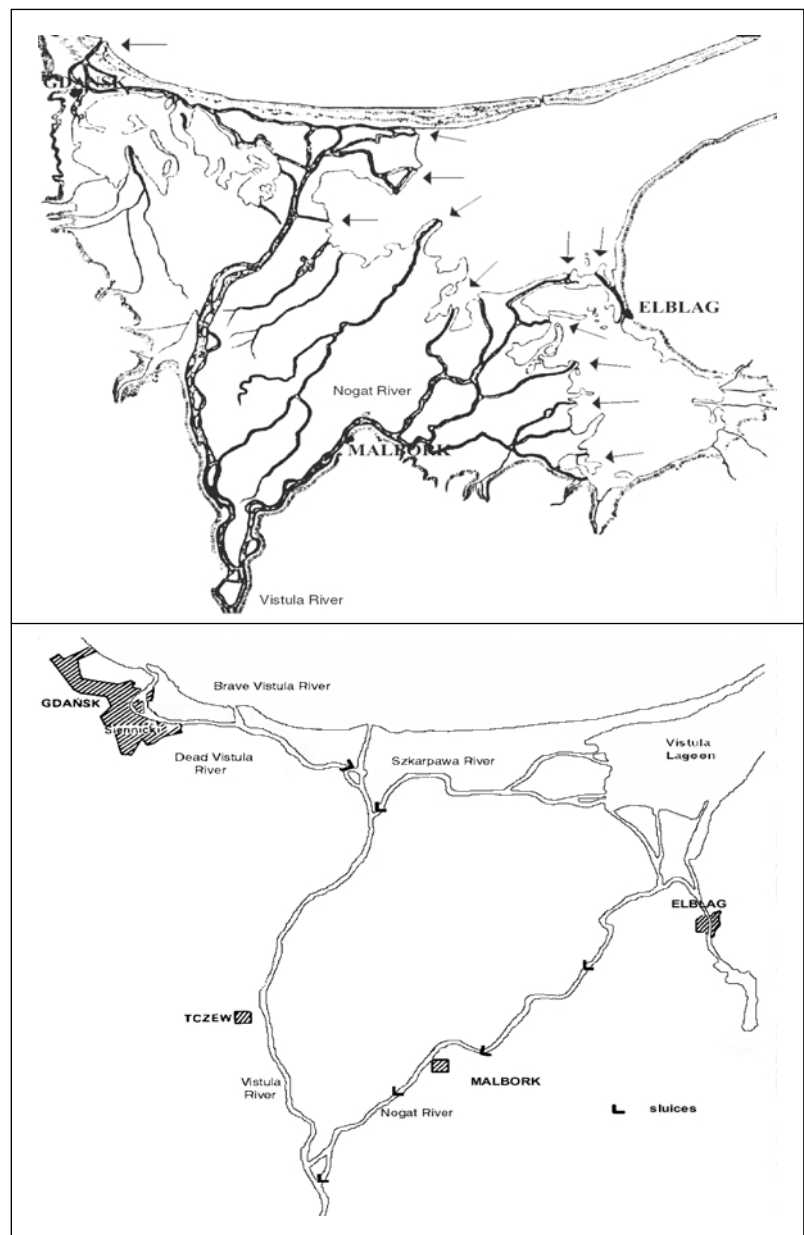 GDAŃSK
ELBLAG
Nogat River
MALBORK
Vistula River
GDAŃSK
Siennicki
Brave Vistula River
Dead Vistula
River
Szkarpawa River
Vistula
Lagoon
ELBLAG
TCZEW
Vistula
River
MALBORK
Nogat River
sluices